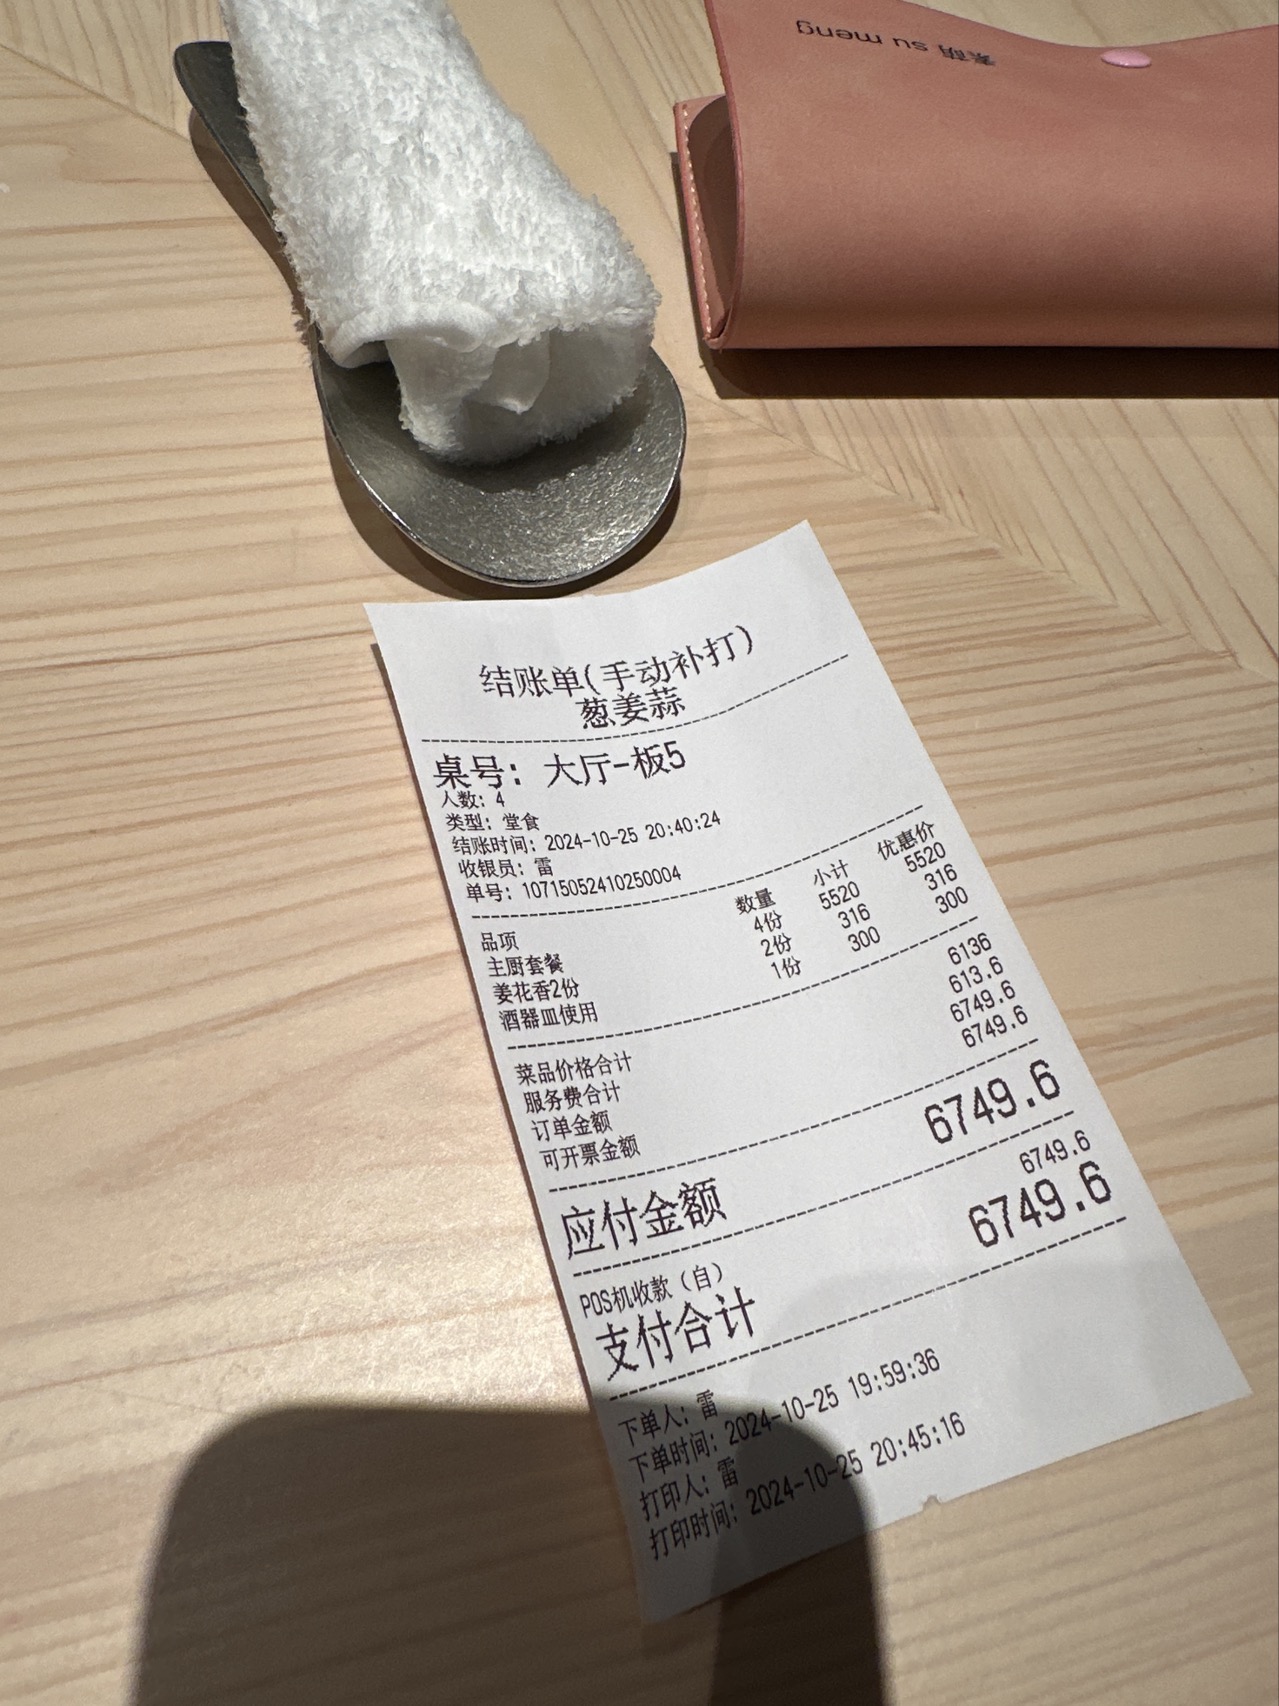 素萌 su meng
结账单(手动补打)
葱姜蒜
桌号: 大厅-板5
人数: 4
类型: 堂食
结账时间: 2024-10-25 20:40:24
收银员: 雷
单号: 10715052410250004
品项 数量 小计 优惠价
主厨套餐 4份 5520 5520
姜花香2份 2份 316 316
酒器皿使用 1份 300 300
菜品价格合计 6136
服务费合计 613.6
订单金额 6749.6
可开票金额 6749.6
应付金额 6749.6
POS机收款（自） 6749.6
支付合计 6749.6
下单人: 雷
下单时间: 2024-10-25 19:59:36
打印人: 雷
打印时间: 2024-10-25 20:45:16